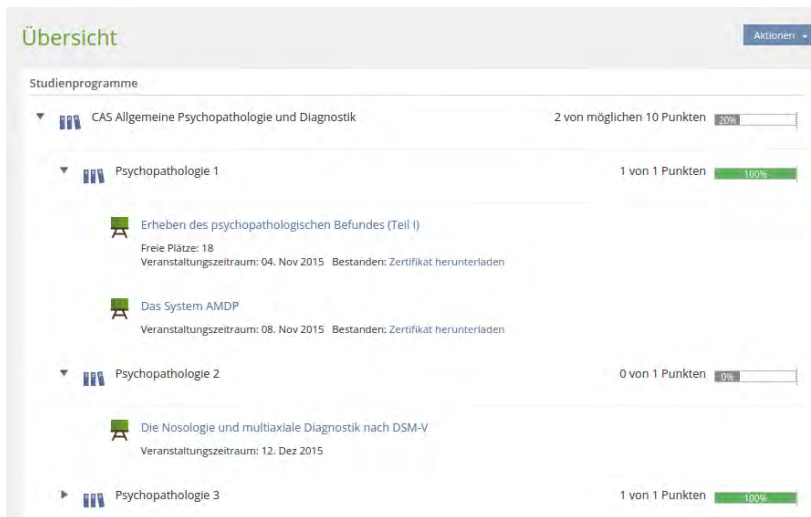 Übersicht
Aktionen
Studienprogramme
CAS Allgemeine Psychopathologie und Diagnostik 2 von möglichen 10 Punkten 20%
Psychopathologie 1 1 von 1 Punkten 100%
Erheben des psychopathologischen Befundes (Teil I)
Freie Plätze: 18
Veranstaltungszeitraum: 04. Nov 2015 Bestanden: Zertifikat herunterladen
Das System AMDP
Veranstaltungszeitraum: 08. Nov 2015 Bestanden: Zertifikat herunterladen
Psychopathologie 2 0 von 1 Punkten 0%
Die Nosologie und multiaxiale Diagnostik nach DSM-V
Veranstaltungszeitraum: 12. Dez 2015
Psychopathologie 3 1 von 1 Punkten 100%